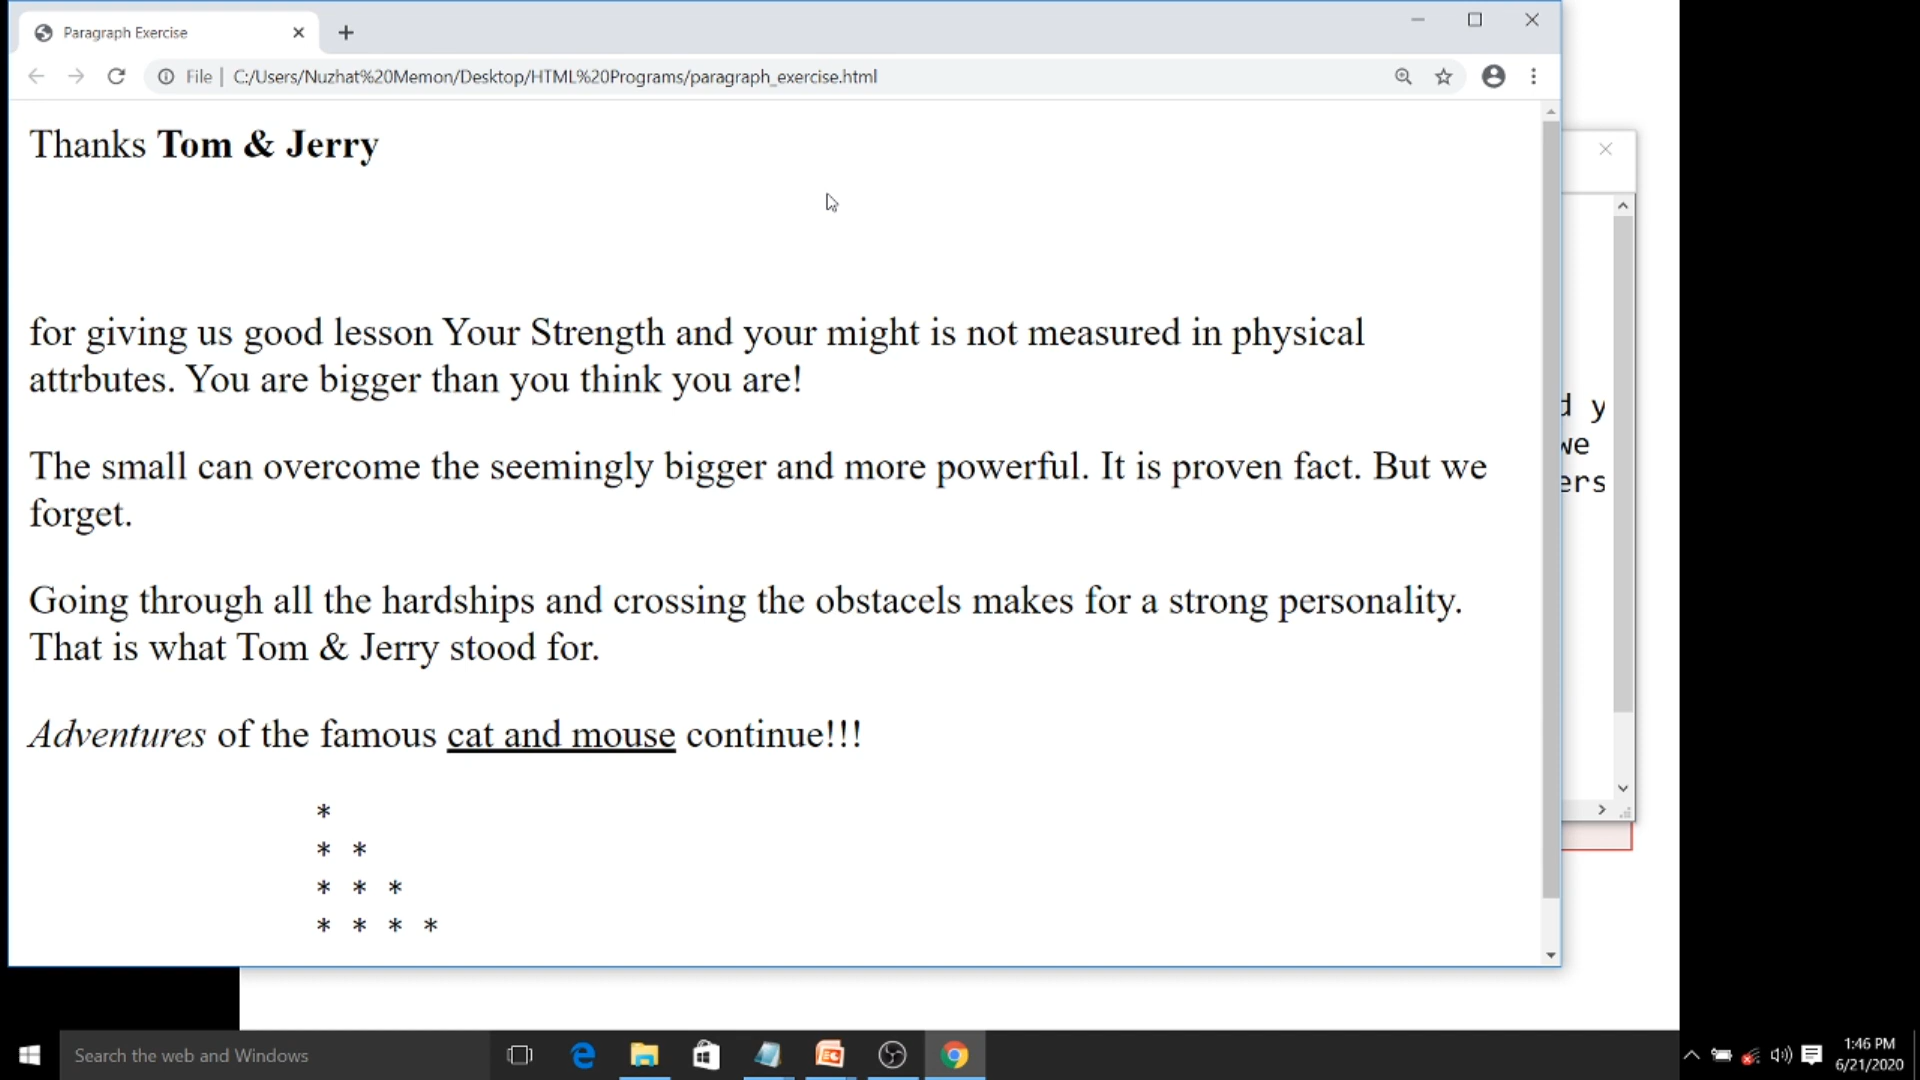 Paragraph Exercise
File | C:/Users/Nuzhat%20Memon/Desktop/HTML%20Programs/paragraph_exercise.html
Thanks Tom & Jerry
for giving us good lesson Your Strength and your might is not measured in physical
attrbutes. You are bigger than you think you are!
d y
The small can overcome the seemingly bigger and more powerful. It is proven fact. But we
we
forget.
ers
Going through all the hardships and crossing the obstacels makes for a strong personality.
That is what Tom & Jerry stood for.
Adventures of the famous cat and mouse continue!!!
*
* *
* * *
* * * *
Search the web and Windows
1:46 PM
6/21/2020